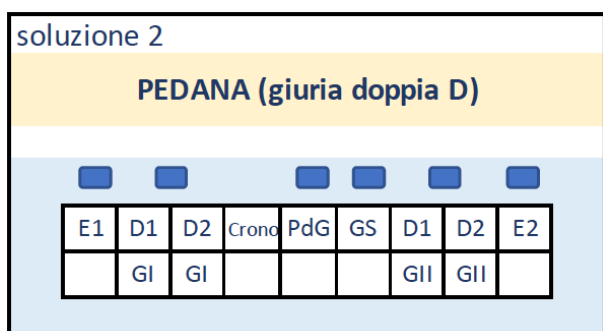 soluzione 2
PEDANA (giuria doppia D)
E1 D1 D2 Crono PdG GS D1 D2 E2
GI GI GII GII